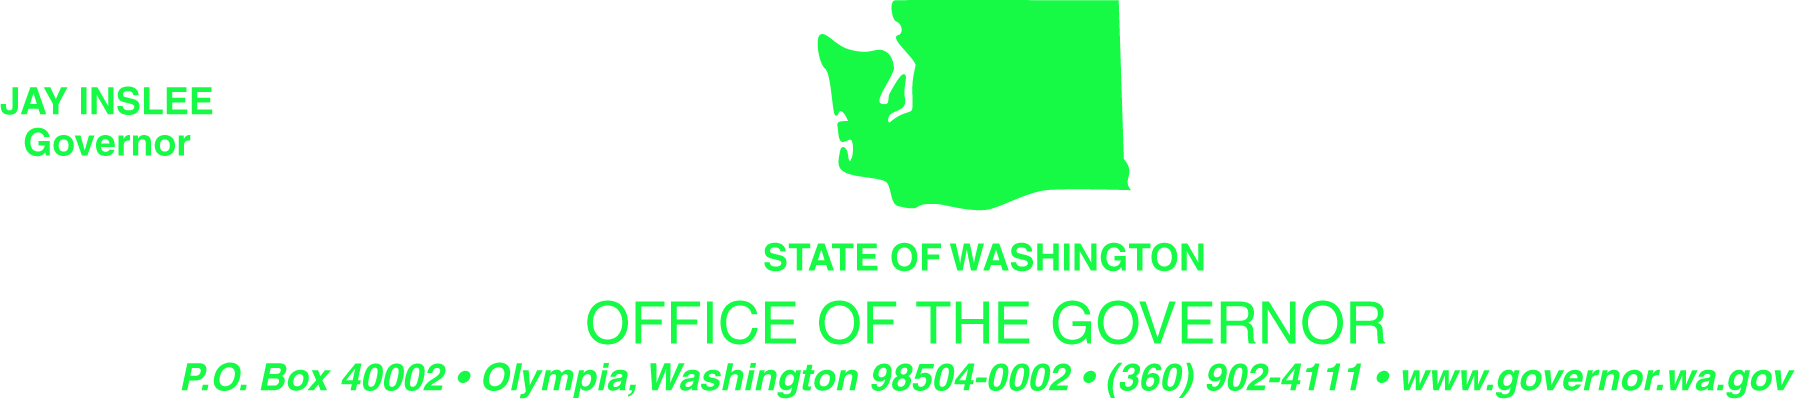 JAY INSLEE
Governor
STATE OF WASHINGTON
OFFICE OF THE GOVERNOR
P.O. Box 40002 • Olympia, Washington 98504-0002 • (360) 902-4111 • www.governor.wa.gov